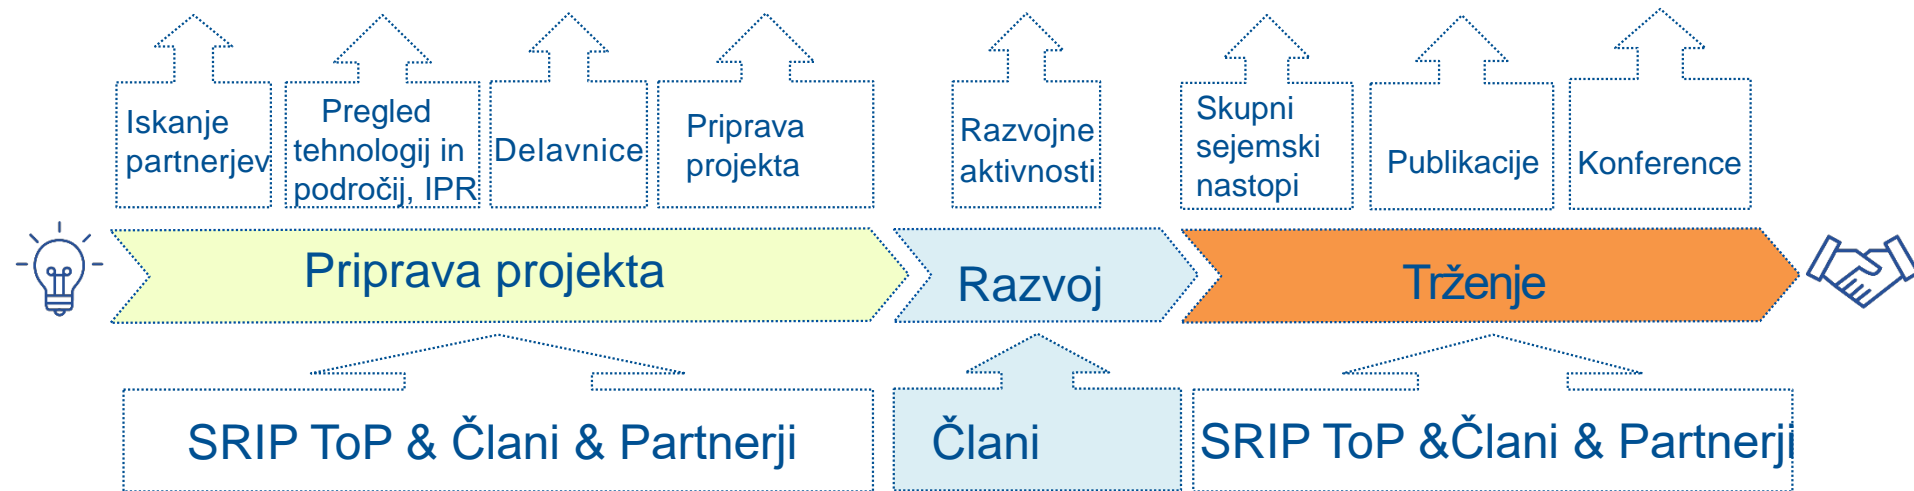 Iskanje
partnerjev
Pregled
tehnologij in
področij, IPR
Delavnice
Priprava
projekta
Razvojne
aktivnosti
Skupni
sejemski
nastopi
Publikacije
Konference
Priprava projekta
Razvoj
Trženje
SRIP ToP & Člani & Partnerji
Člani
SRIP ToP &Člani & Partnerji